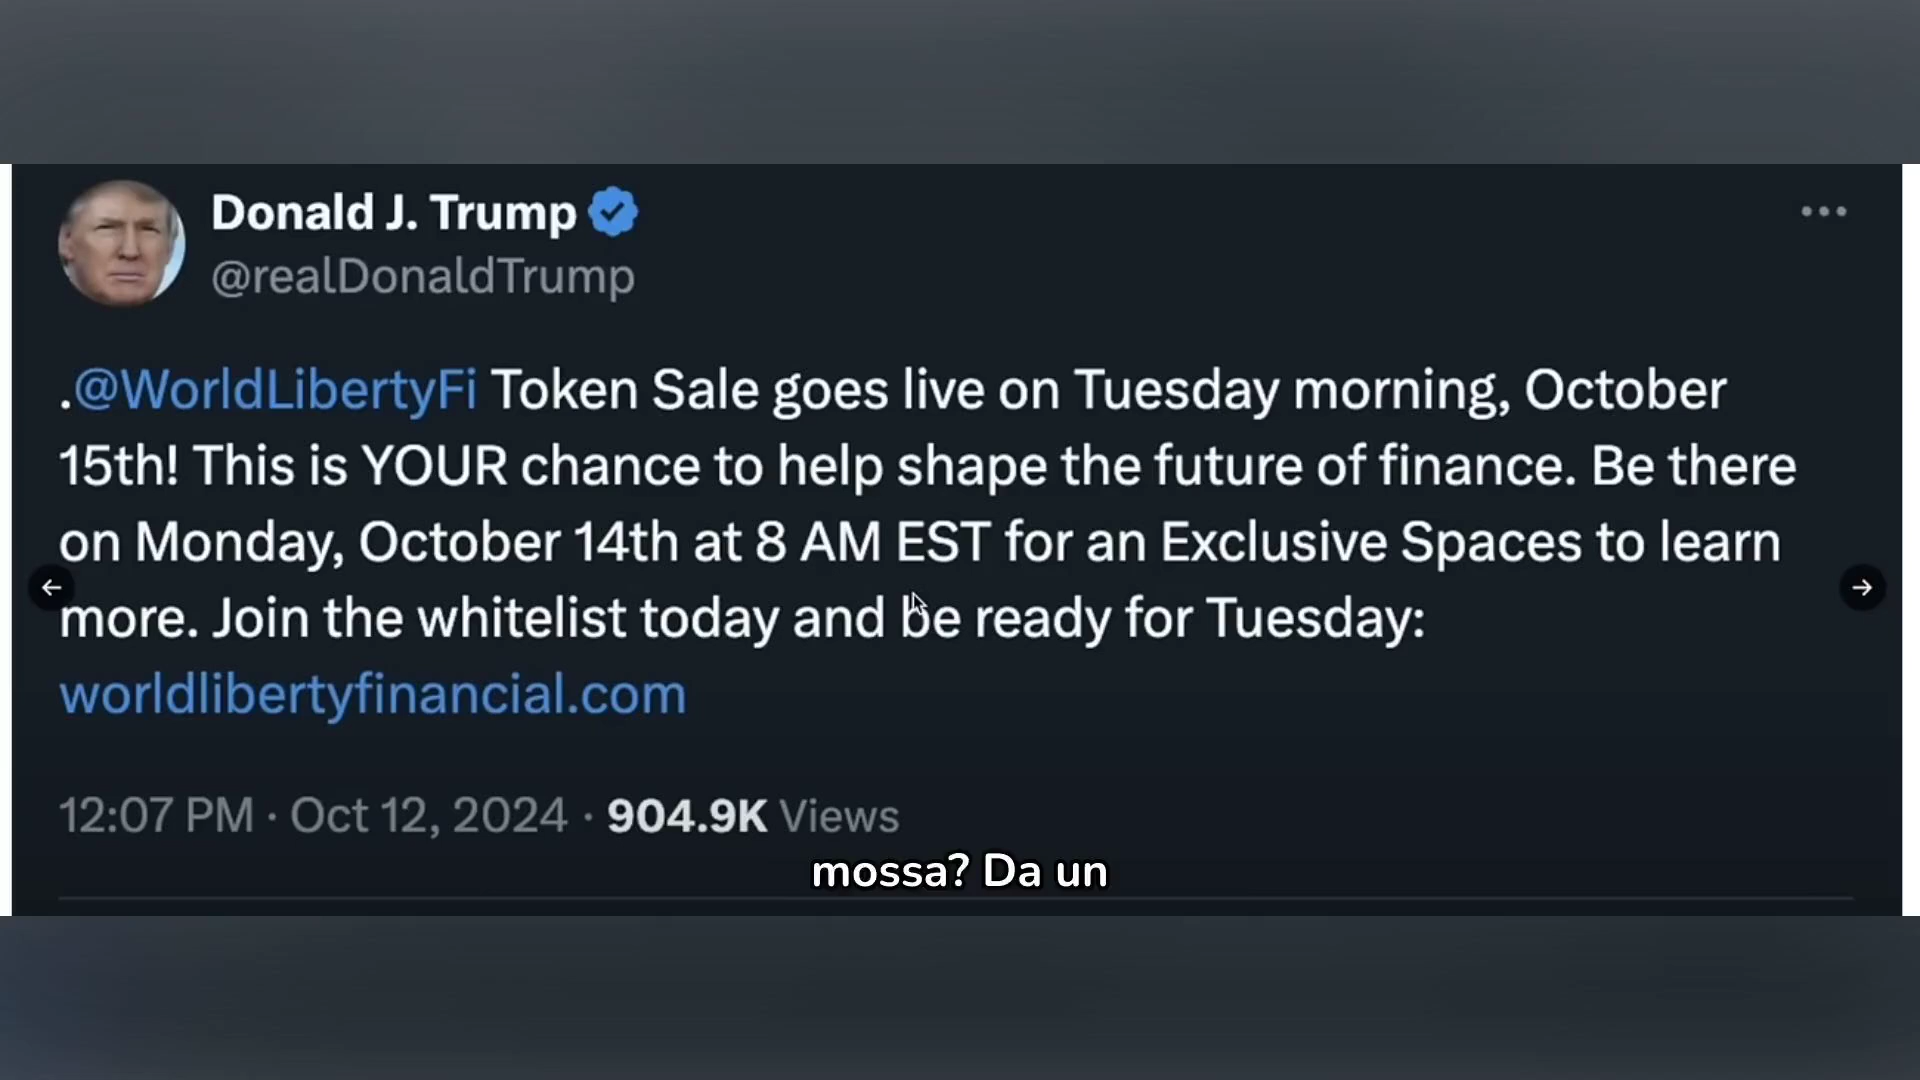 Donald J. Trump
@realDonaldTrump
.@WorldLibertyFi Token Sale goes live on Tuesday morning, October
15th! This is YOUR chance to help shape the future of finance. Be there
on Monday, October 14th at 8 AM EST for an Exclusive Spaces to learn
more. Join the whitelist today and be ready for Tuesday:
worldlibertyfinancial.com
12:07 PM · Oct 12, 2024 · 904.9K Views
mossa? Da un